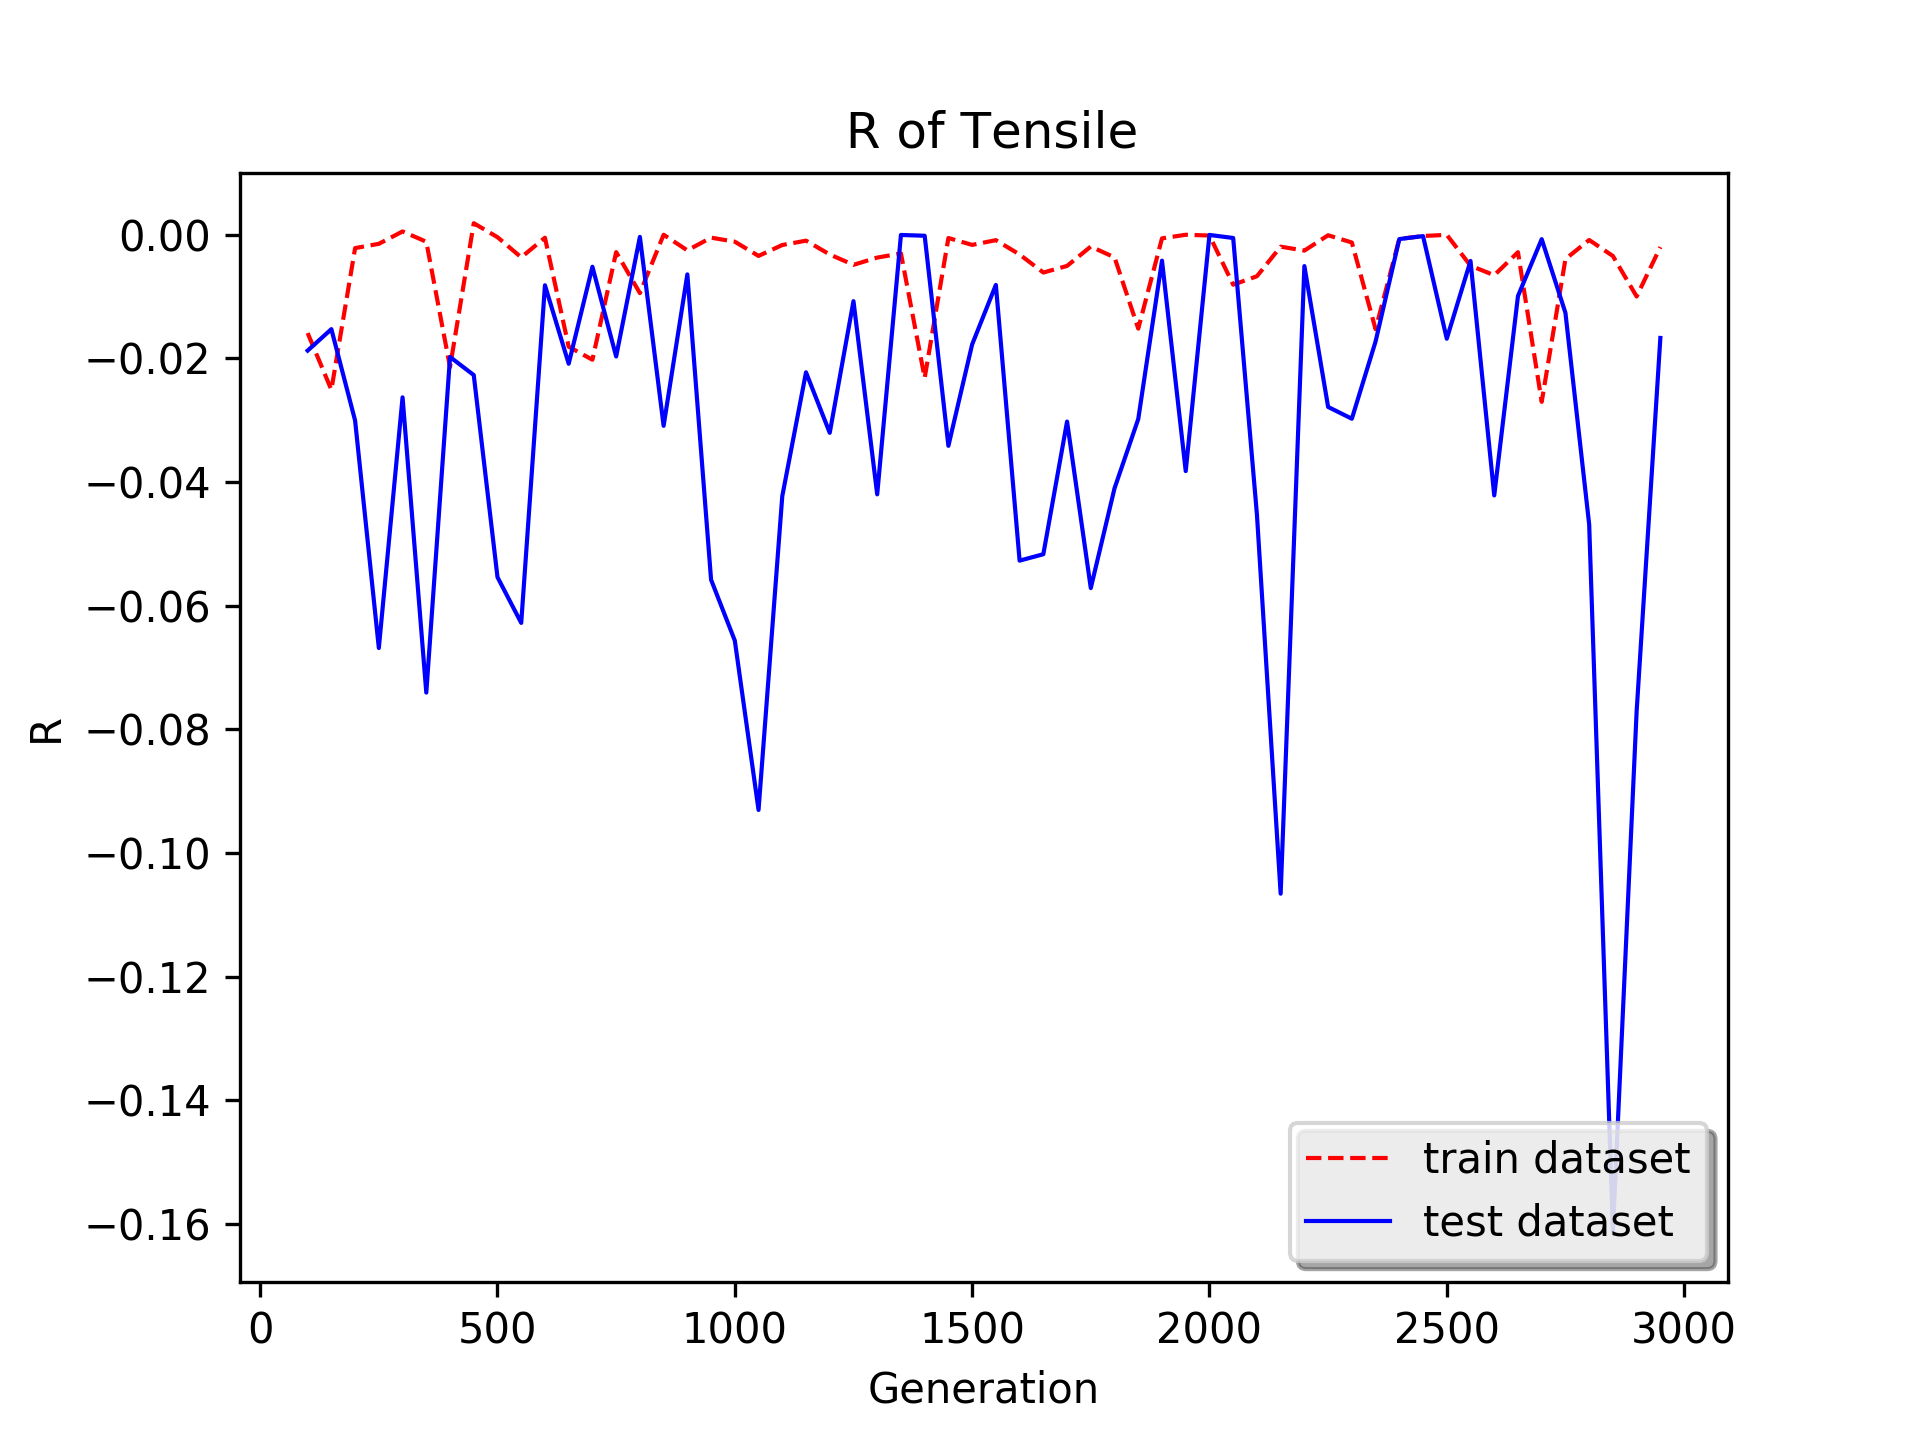 R of Tensile
0.00
−0.02
−0.04
−0.06
−0.08
−0.10
−0.12
−0.14
−0.16
R
train dataset
test dataset
0 500 1000 1500 2000 2500 3000
Generation